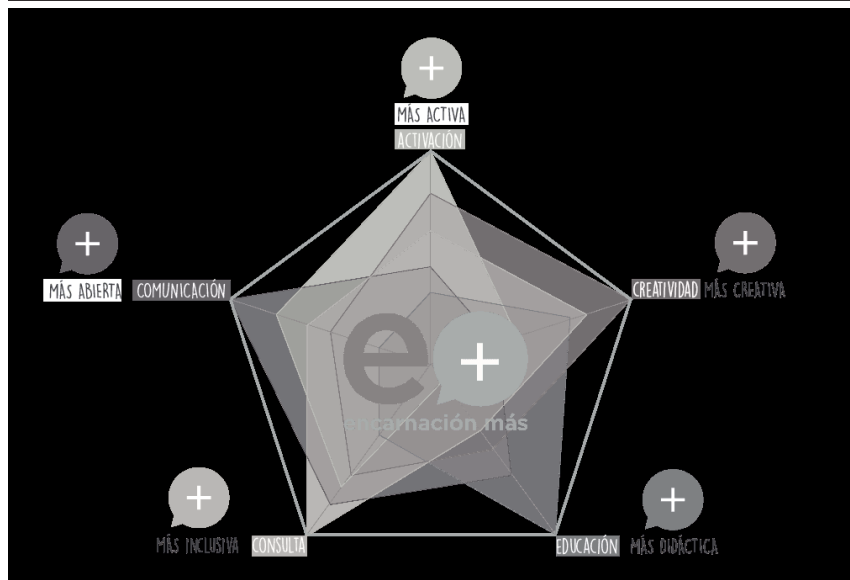 +
MÁS ACTIVA
ACTIVACIÓN
+
MÁS ABIERTA COMUNICACIÓN
+
CREATIVIDAD MÁS CREATIVA
e+
encarnación más
+
MÁS INCLUSIVA CONSULTA
+
EDUCACIÓN MÁS DIDÁCTICA